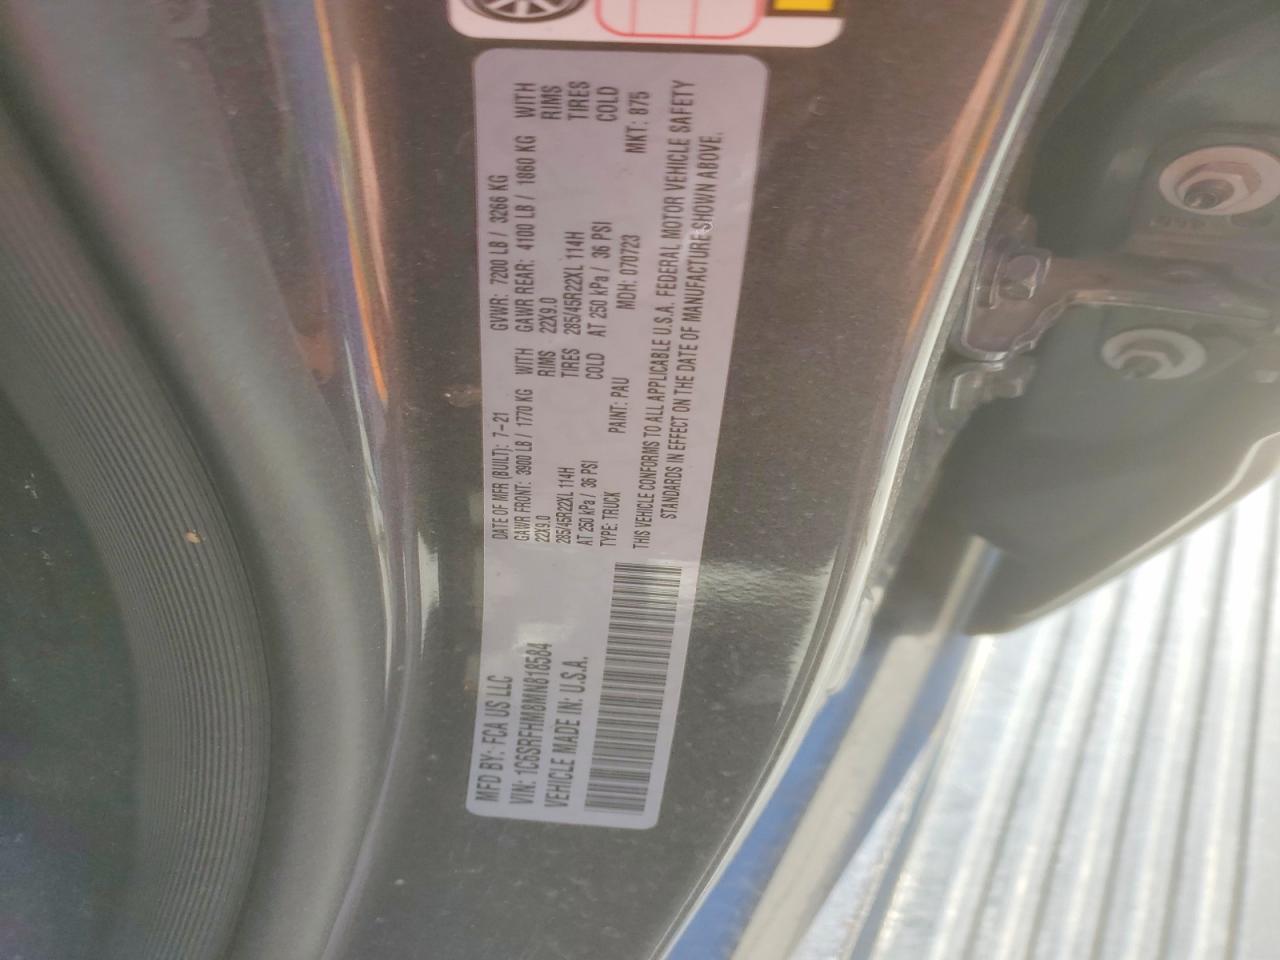 MFD BY: FCA US LLC
VIN: 1C6SRFHM8MN818584
VEHICLE MADE IN: U.S.A.
DATE OF MFR (BUILT): 7-21 GVWR: 7200 LB / 3266 KG
GAWR FRONT: 3900 LB / 1770 KG WITH GAWR REAR: 4100 LB / 1860 KG WITH
22X9.0 RIMS 22X9.0 RIMS
285/45R22XL 114H TIRES 285/45R22XL 114H TIRES
AT 250 kPa / 36 PSI COLD AT 250 kPa / 36 PSI COLD
TYPE: TRUCK PAINT: PAU MDH: 070723 MKT: 875
THIS VEHICLE CONFORMS TO ALL APPLICABLE U.S.A. FEDERAL MOTOR VEHICLE SAFETY
STANDARDS IN EFFECT ON THE DATE OF MANUFACTURE SHOWN ABOVE.